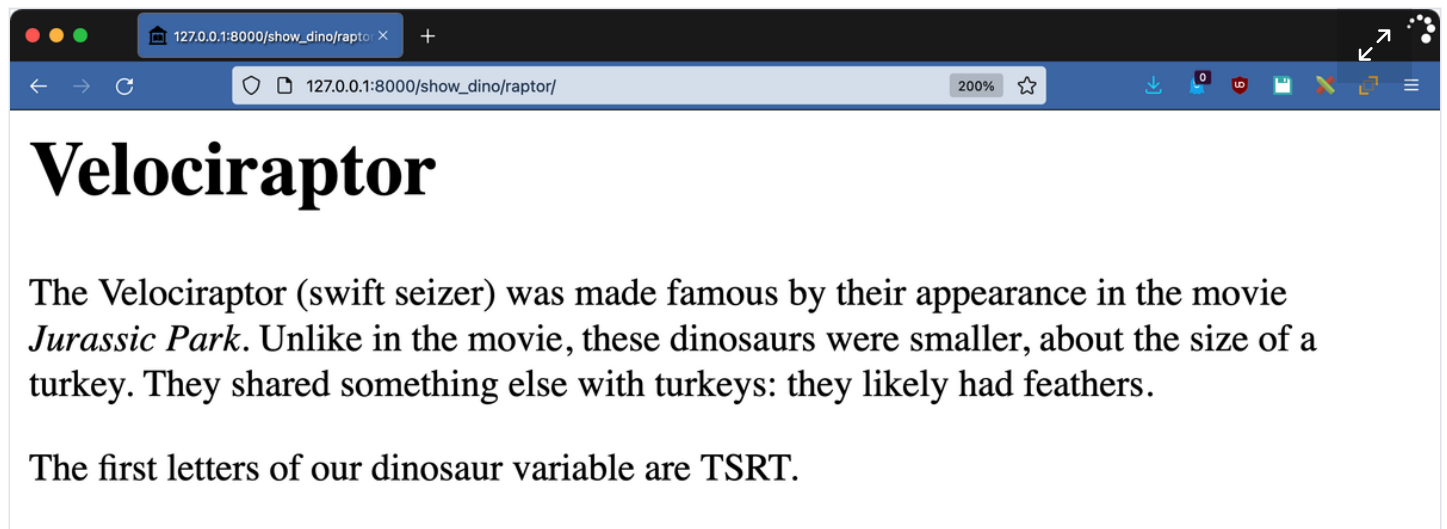 127.0.0.1:8000/show_dino/raptor
127.0.0.1:8000/show_dino/raptor/
200%
0
UD
Velociraptor
The Velociraptor (swift seizer) was made famous by their appearance in the movie
Jurassic Park. Unlike in the movie, these dinosaurs were smaller, about the size of a
turkey. They shared something else with turkeys: they likely had feathers.
The first letters of our dinosaur variable are TSRT.